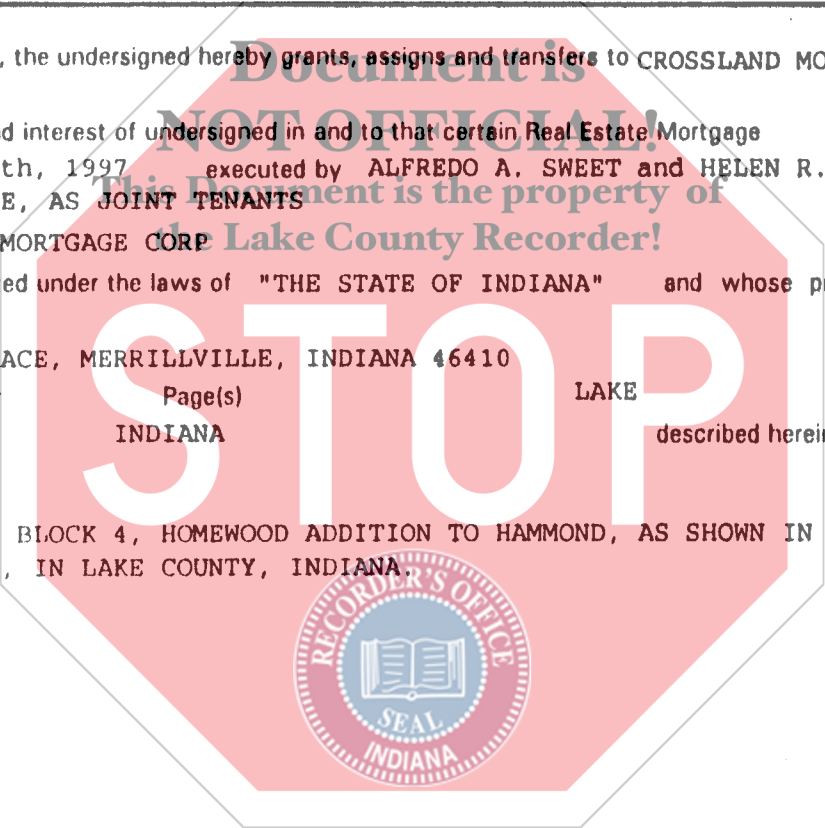 , the undersigned hereby grants, assigns and transfers to CROSSLAND MO
Document is
NOT OFFICIAL!
d interest of undersigned in and to that certain Real Estate Mortgage
th, 1997 executed by ALFREDO A. SWEET and HELEN R.
This Document is the property of
E, AS JOINT TENANTS
the Lake County Recorder!
MORTGAGE CORP
ed under the laws of "THE STATE OF INDIANA" and whose p
STOP
ACE, MERRILLVILLE, INDIANA 46410
Page(s) LAKE
INDIANA described herein
BLOCK 4, HOMEWOOD ADDITION TO HAMMOND, AS SHOWN IN
, IN LAKE COUNTY, INDIANA.
RECORDER'S OFFICE
SEAL
INDIANA